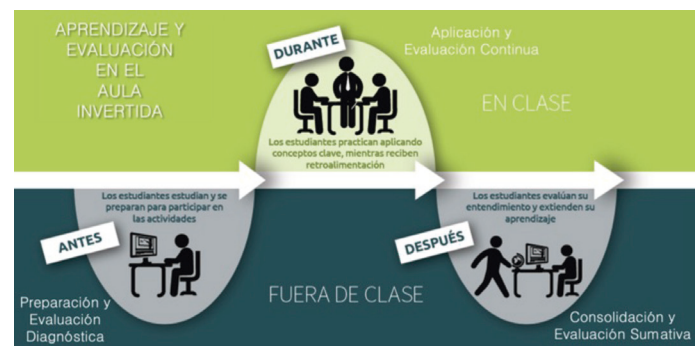 APRENDIZAJE Y
EVALUACIÓN
EN EL
AULA
INVERTIDA
DURANTE
Aplicación y
Evaluación Continua
EN CLASE
Los estudiantes practican aplicando
conceptos clave, mientras reciben
retroalimentación
Los estudiantes estudian y se
preparan para participar en
las actividades
ANTES
Preparación y
Evaluación
Diagnóstica
FUERA DE CLASE
Los estudiantes evalúan su
entendimiento y extienden su
aprendizaje
DESPUÉS
Consolidación y
Evaluación Sumativa